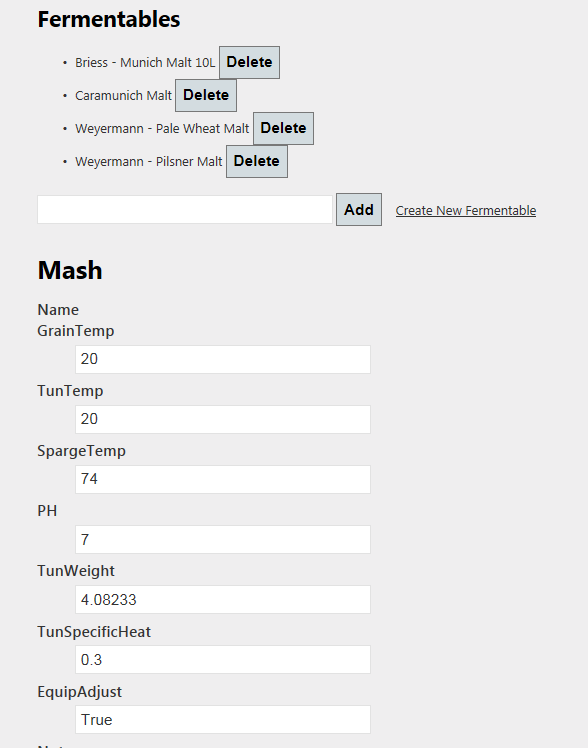 Fermentables
• Briess - Munich Malt 10L Delete
• Caramunich Malt Delete
• Weyermann - Pale Wheat Malt Delete
• Weyermann - Pilsner Malt Delete
Add Create New Fermentable
Mash
Name
GrainTemp
20
TunTemp
20
SpargeTemp
74
PH
7
TunWeight
4.08233
TunSpecificHeat
0.3
EquipAdjust
True